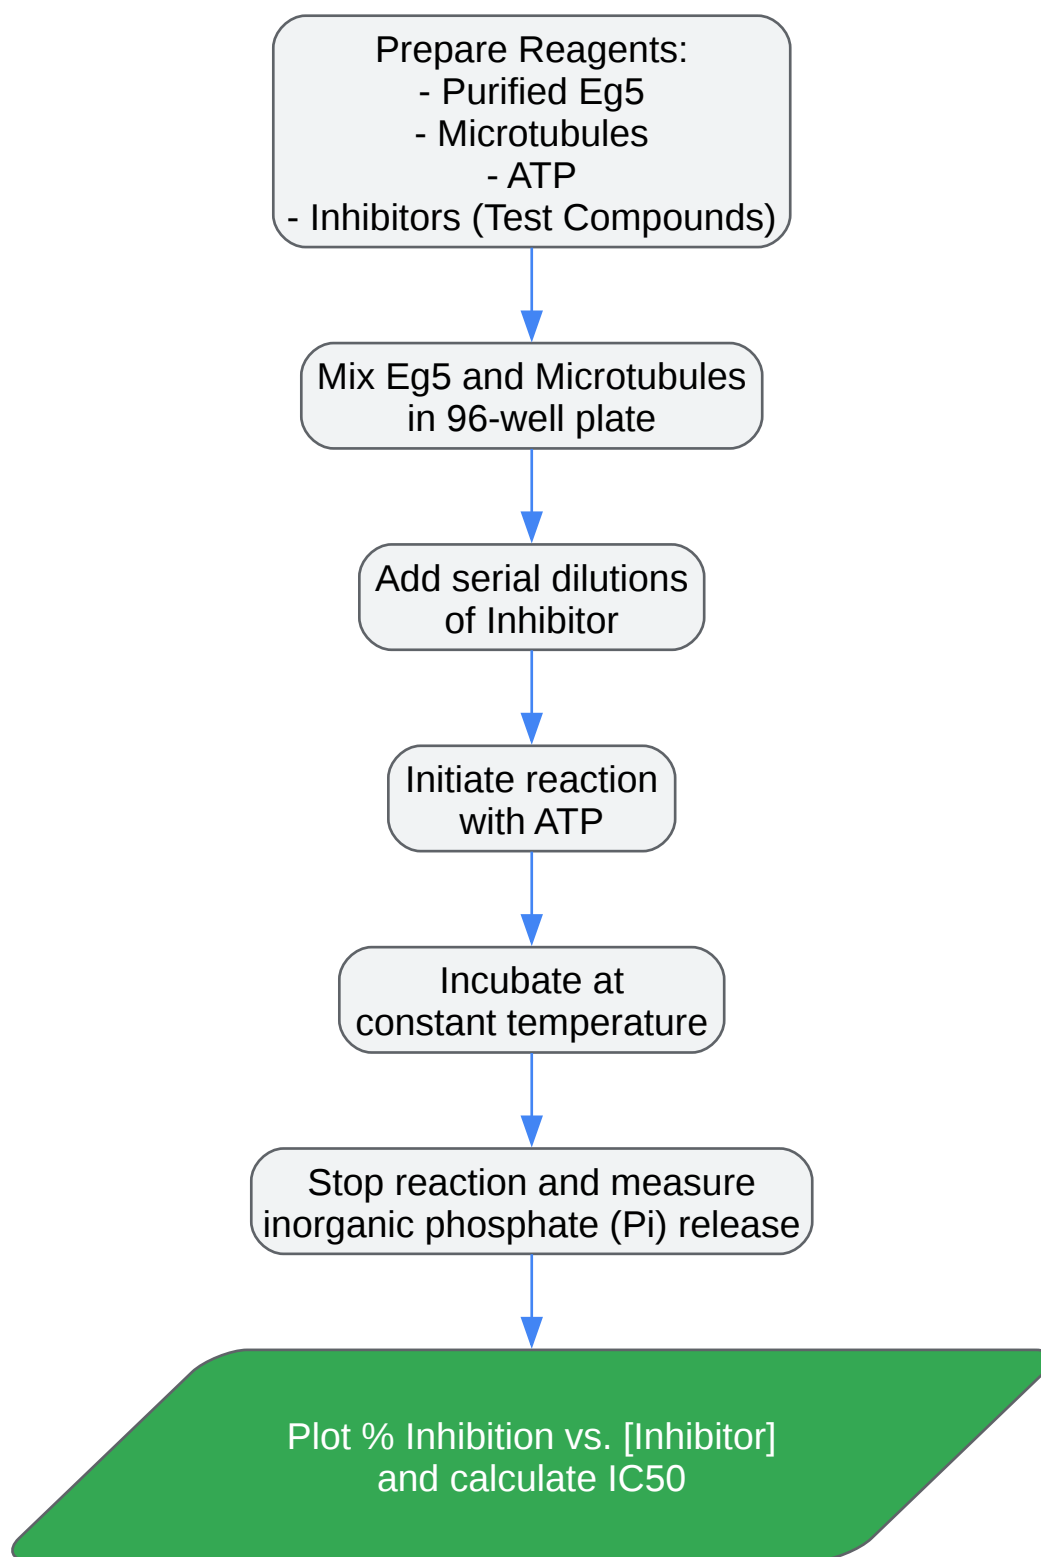 Prepare Reagents:
- Purified Eg5
- Microtubules
- ATP
- Inhibitors (Test Compounds)
Mix Eg5 and Microtubules
in 96-well plate
Add serial dilutions
of Inhibitor
Initiate reaction
with ATP
Incubate at
constant temperature
Stop reaction and measure
inorganic phosphate (Pi) release
Plot % Inhibition vs. [Inhibitor]
and calculate IC50